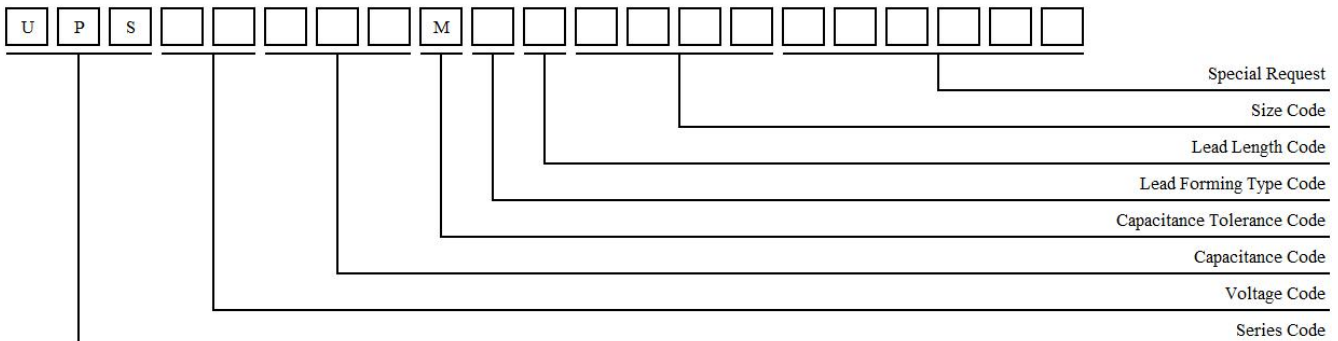 U P S M
Special Request
Size Code
Lead Length Code
Lead Forming Type Code
Capacitance Tolerance Code
Capacitance Code
Voltage Code
Series Code